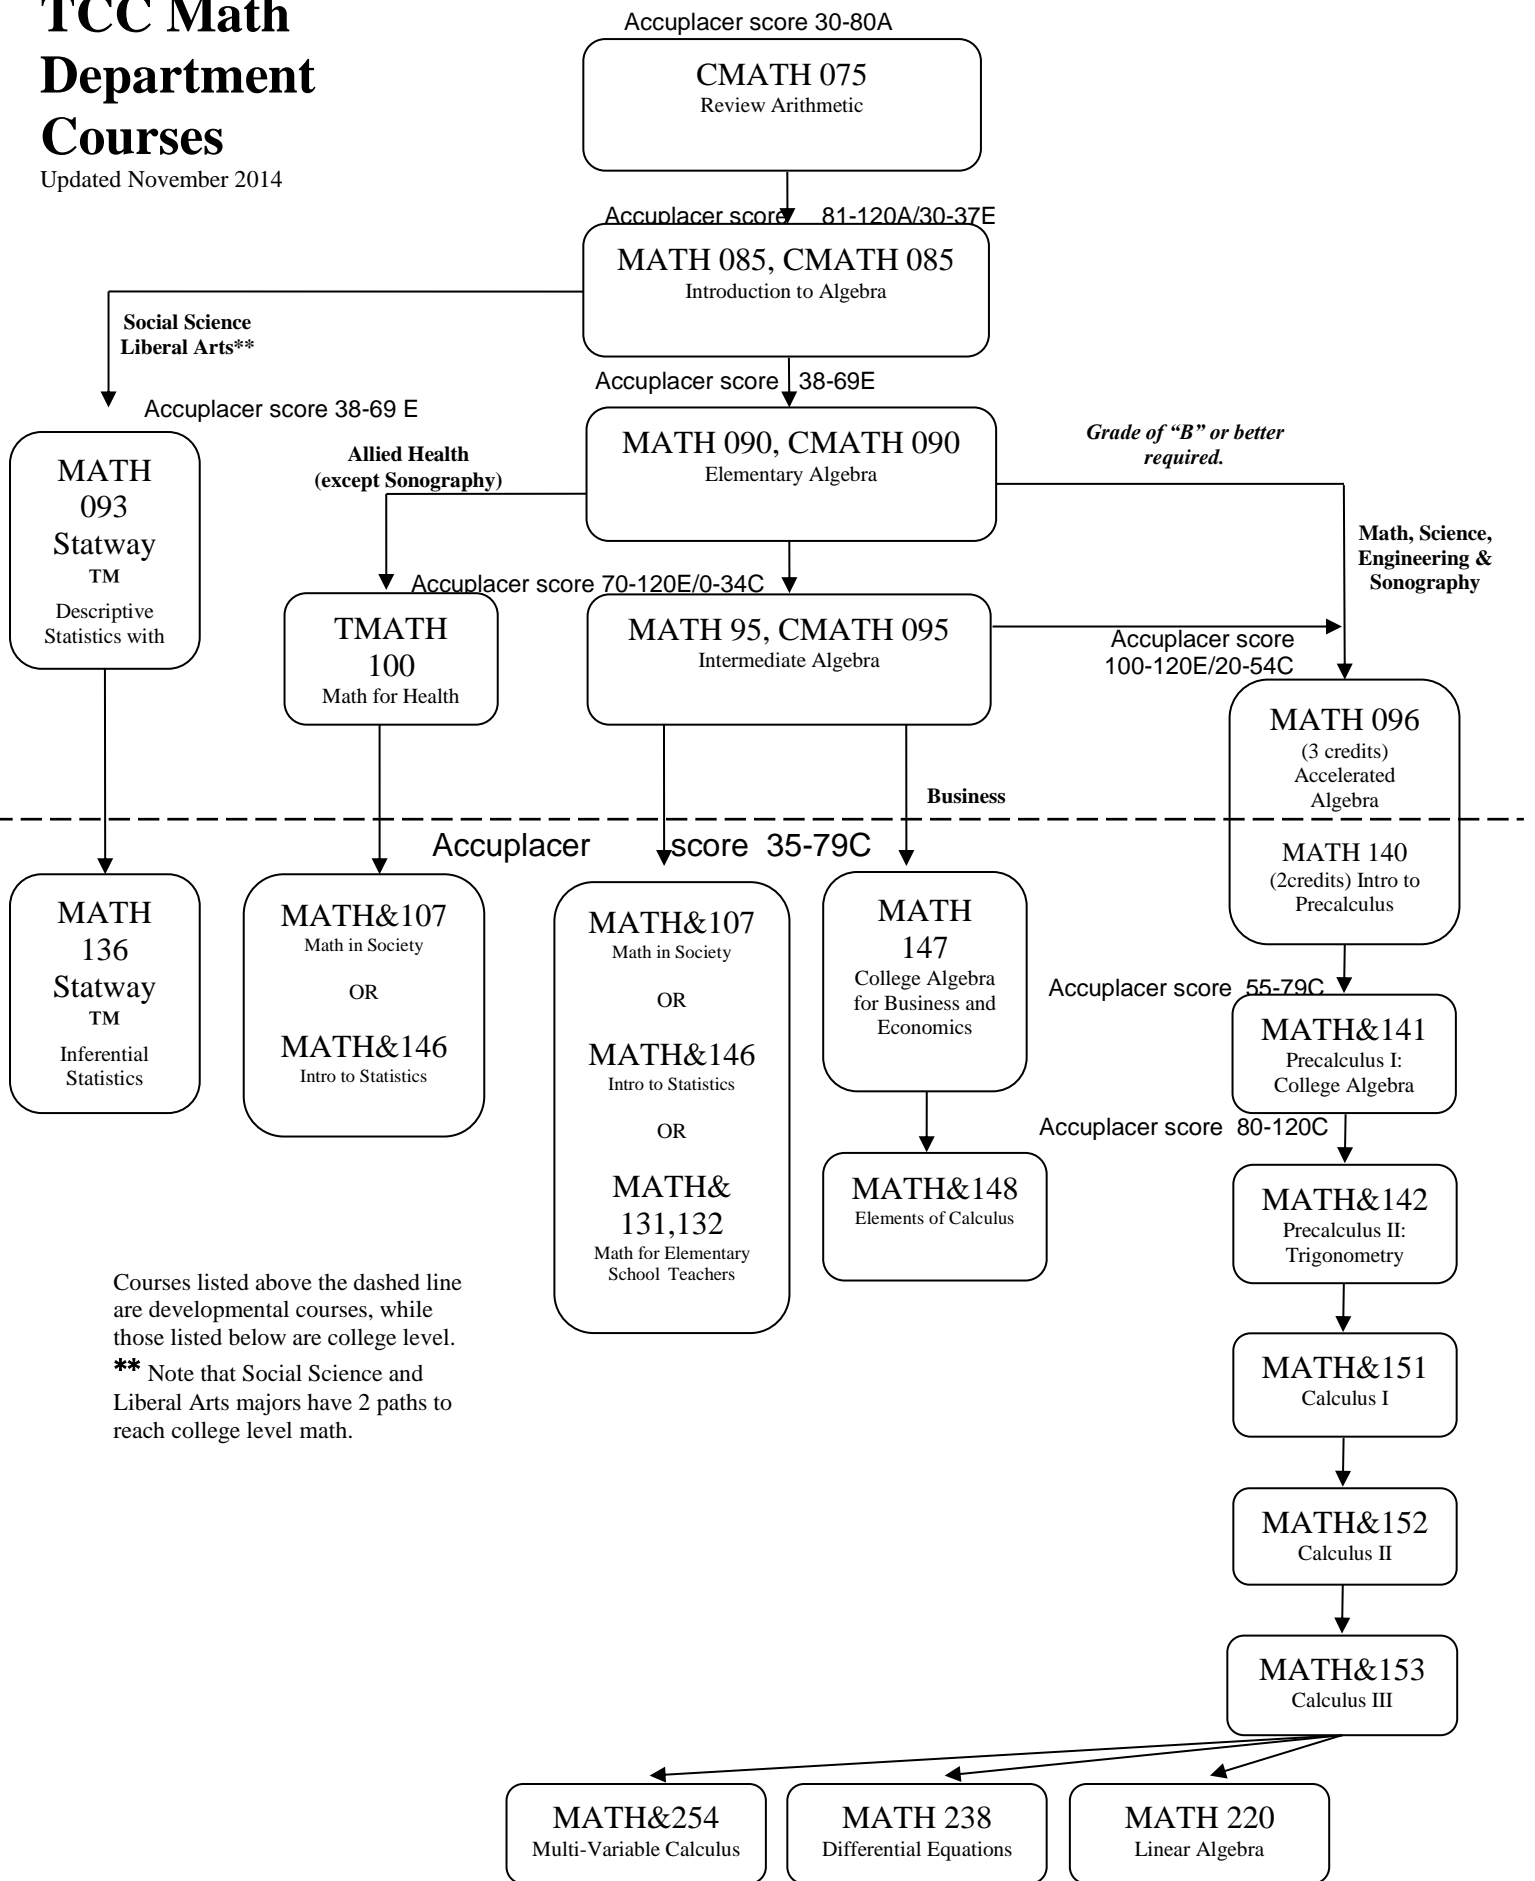 TCC Math
Department
Courses
Updated November 2014
Accuplacer score 30-80A
CMATH 075
Review Arithmetic
Accuplacer score 81-120A/30-37E
MATH 085, CMATH 085
Introduction to Algebra
Social Science
Liberal Arts**
Accuplacer score 38-69E
Accuplacer score 38-69 E
MATH 090, CMATH 090
Elementary Algebra
Grade of “B” or better
required.
Allied Health
(except Sonography)
MATH
093
Statway
TM
Descriptive
Statistics with
Math, Science,
Engineering &
Sonography
Accuplacer score 70-120E/0-34C
TMATH
100
Math for Health
MATH 95, CMATH 095
Intermediate Algebra
Accuplacer score
100-120E/20-54C
MATH 096
(3 credits)
Accelerated
Algebra
Business
Accuplacer score 35-79C
MATH 140
(2credits) Intro to
Precalculus
MATH
136
Statway
TM
Inferential
Statistics
MATH&107
Math in Society
OR
MATH&146
Intro to Statistics
MATH&107
Math in Society
OR
MATH&146
Intro to Statistics
OR
MATH&
131,132
Math for Elementary
School Teachers
MATH
147
College Algebra
for Business and
Economics
MATH&148
Elements of Calculus
Accuplacer score 55-79C
MATH&141
Precalculus I:
College Algebra
Accuplacer score 80-120C
MATH&142
Precalculus II:
Trigonometry
Courses listed above the dashed line
are developmental courses, while
those listed below are college level.
** Note that Social Science and
Liberal Arts majors have 2 paths to
reach college level math.
MATH&151
Calculus I
MATH&152
Calculus II
MATH&153
Calculus III
MATH&254
Multi-Variable Calculus
MATH 238
Differential Equations
MATH 220
Linear Algebra